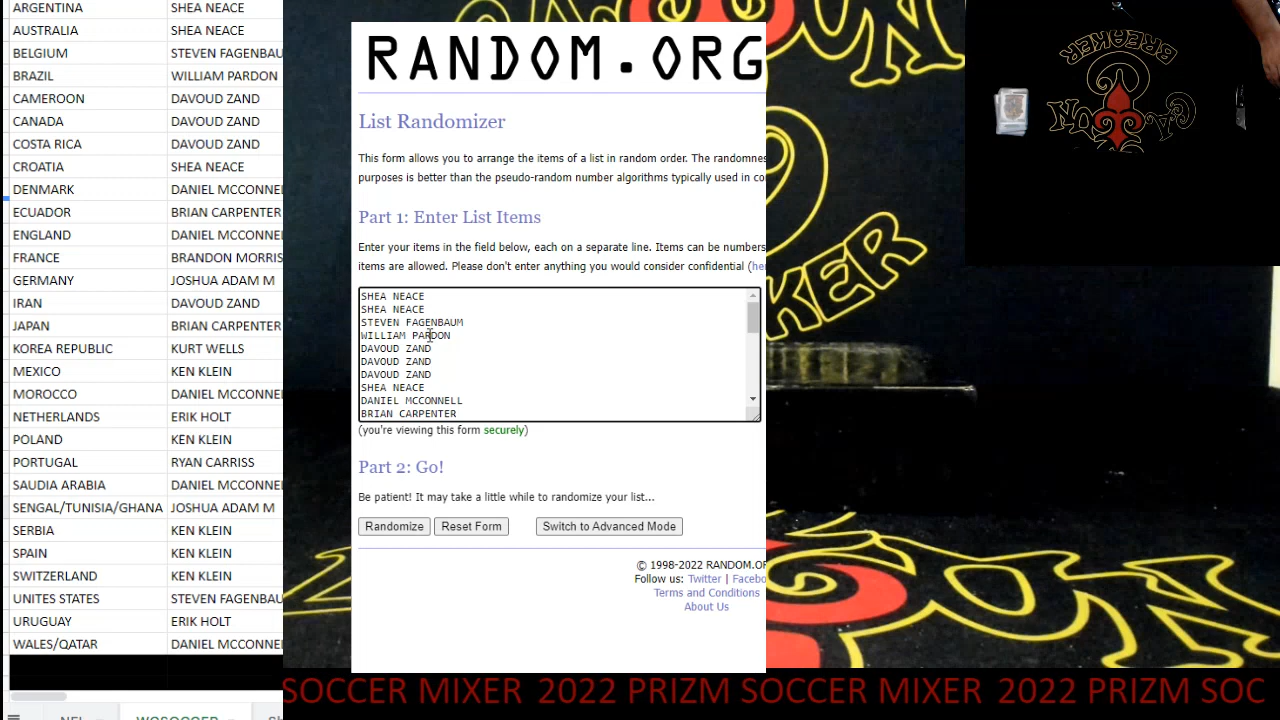 ARGENTINA SHEA NEACE
AUSTRALIA SHEA NEACE
BELGIUM STEVEN FAGENBAU
BRAZIL WILLIAM PARDON
CAMEROON DAVOUD ZAND
CANADA DAVOUD ZAND
COSTA RICA DAVOUD ZAND
CROATIA SHEA NEACE
DENMARK DANIEL MCCONNEL
ECUADOR BRIAN CARPENTER
ENGLAND DANIEL MCCONNE
FRANCE BRANDON MORRIS
GERMANY JOSHUA ADAM M
IRAN DAVOUD ZAND
JAPAN BRIAN CARPENTER
KOREA REPUBLIC KURT WELLS
MEXICO KEN KLEIN
MOROCCO DANIEL MCCONNE
NETHERLANDS ERIK HOLT
POLAND KEN KLEIN
PORTUGAL RYAN CARRISS
SAUDIA ARABIA DANIEL MCCONNE
SENGAL/TUNISIA/GHANA JOSHUA ADAM M
SERBIA KEN KLEIN
SPAIN KEN KLEIN
SWITZERLAND KEN KLEIN
UNITES STATES STEVEN FAGENBAU
URUGUAY ERIK HOLT
WALES/QATAR DANIEL MCCONNE
NFL WCSOCCER
RANDOM.ORG
List Randomizer
This form allows you to arrange the items of a list in random order. The randomne
purposes is better than the pseudo-random number algorithms typically used in co
Part 1: Enter List Items
Enter your items in the field below, each on a separate line. Items can be numbers
items are allowed. Please don't enter anything you would consider confidential (he
SHEA NEACE
SHEA NEACE
STEVEN FAGENBAUM
WILLIAM PARDON
DAVOUD ZAND
DAVOUD ZAND
DAVOUD ZAND
SHEA NEACE
DANIEL MCCONNELL
BRIAN CARPENTER
(you're viewing this form securely)
Part 2: Go!
Be patient! It may take a little while to randomize your list...
Randomize Reset Form Switch to Advanced Mode
© 1998-2022 RANDOM.OR
Follow us: Twitter | Facebo
Terms and Conditions
About Us
BREAKER
KER
SOCCER MIXER 2022 PRIZM SOCCER MIXER 2022 PRIZM SOC